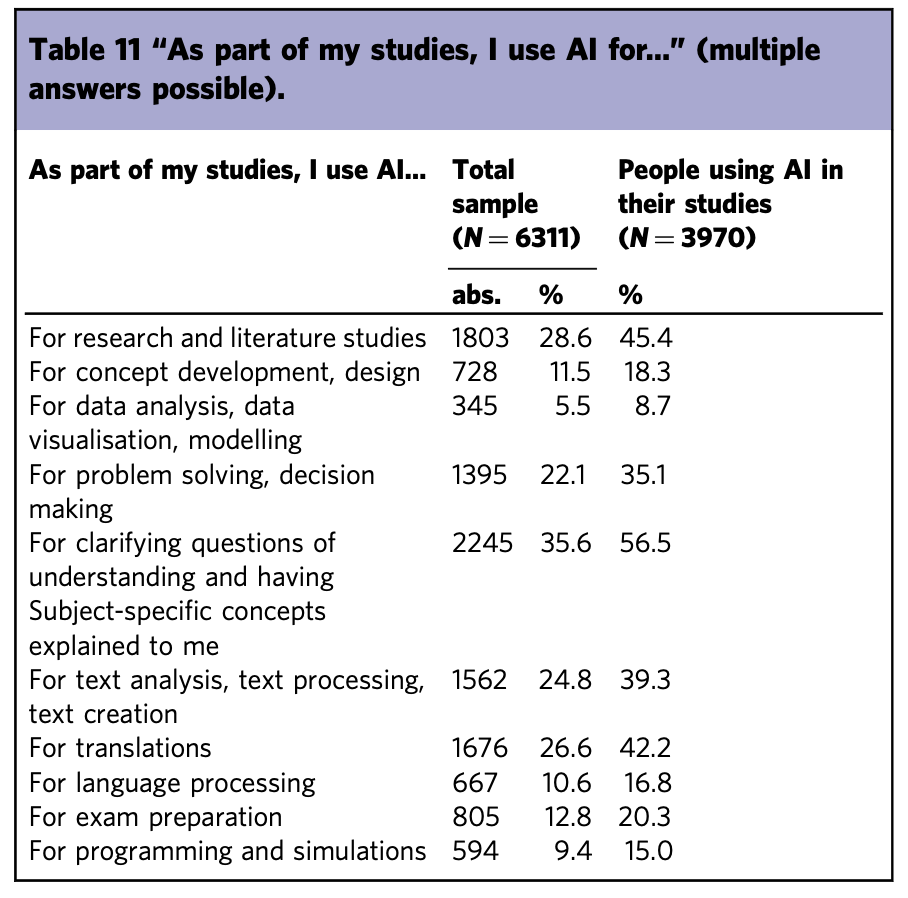 Table 11 “As part of my studies, I use AI for...” (multiple
answers possible).
As part of my studies, I use AI... Total sample (N = 6311) People using AI in their studies (N = 3970)
abs. % %
For research and literature studies 1803 28.6 45.4
For concept development, design 728 11.5 18.3
For data analysis, data 345 5.5 8.7
visualisation, modelling
For problem solving, decision 1395 22.1 35.1
making
For clarifying questions of 2245 35.6 56.5
understanding and having
Subject-specific concepts
explained to me
For text analysis, text processing, 1562 24.8 39.3
text creation
For translations 1676 26.6 42.2
For language processing 667 10.6 16.8
For exam preparation 805 12.8 20.3
For programming and simulations 594 9.4 15.0